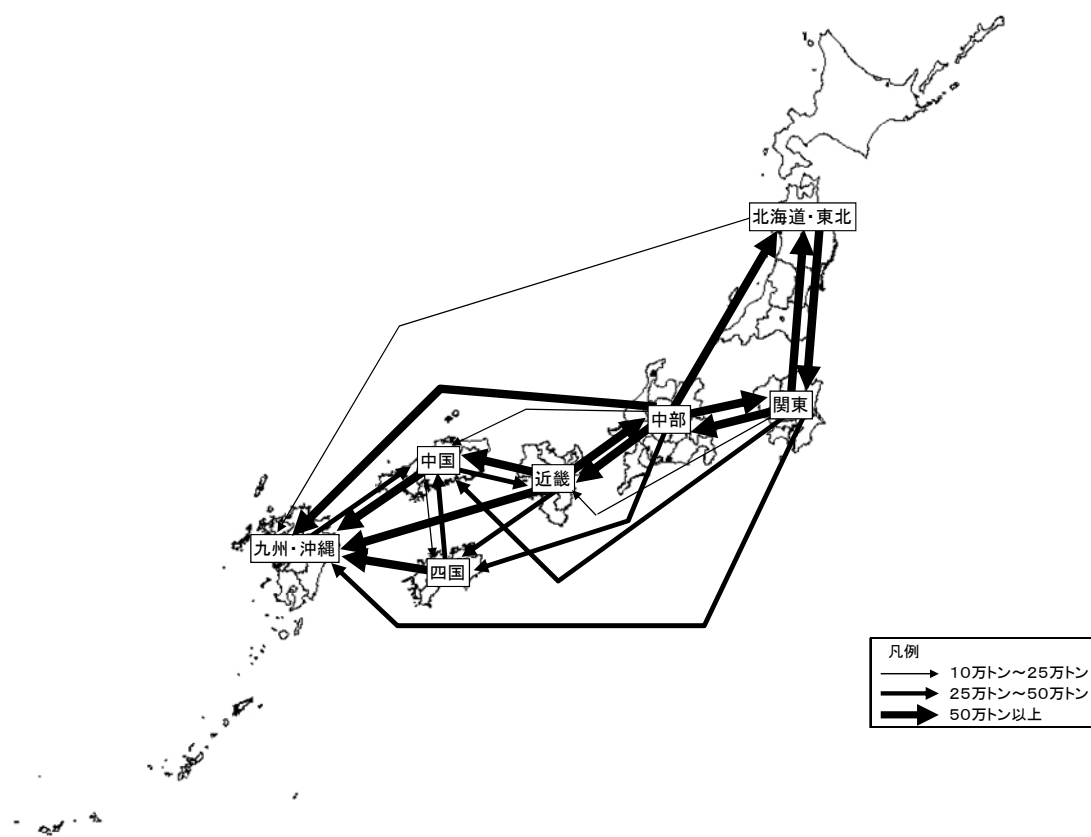 北海道・東北
関東
中部
中国
近畿
九州・沖縄
四国
凡例
10万トン～25万トン
25万トン～50万トン
50万トン以上